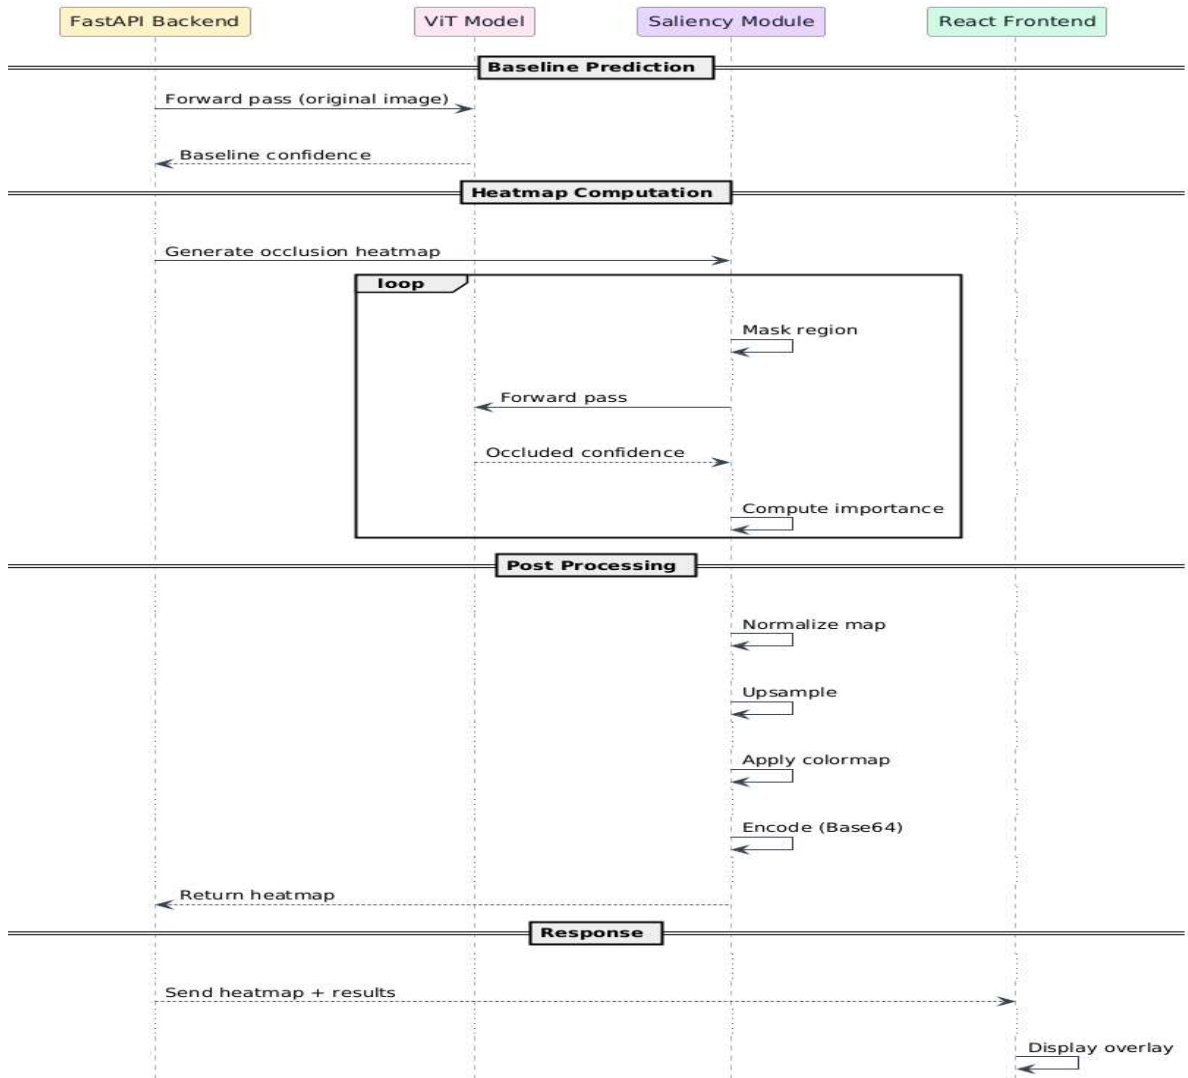 FastAPI Backend
ViT Model
Saliency Module
React Frontend
Baseline Prediction
Forward pass (original image)
Baseline confidence
Heatmap Computation
Generate occlusion heatmap
loop
Mask region
Forward pass
Occluded confidence
Compute importance
Post Processing
Normalize map
Upsample
Apply colormap
Encode (Base64)
Return heatmap
Response
Send heatmap + results
Display overlay